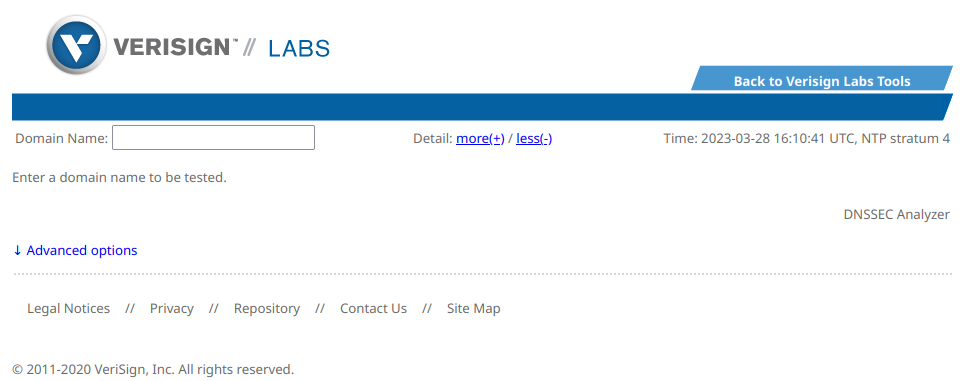 VERISIGN™ // LABS
Back to Verisign Labs Tools
Domain Name: Detail: more(+) / less(-) Time: 2023-03-28 16:10:41 UTC, NTP stratum 4
Enter a domain name to be tested.
DNSSEC Analyzer
↓ Advanced options
Legal Notices // Privacy // Repository // Contact Us // Site Map
© 2011-2020 VeriSign, Inc. All rights reserved.